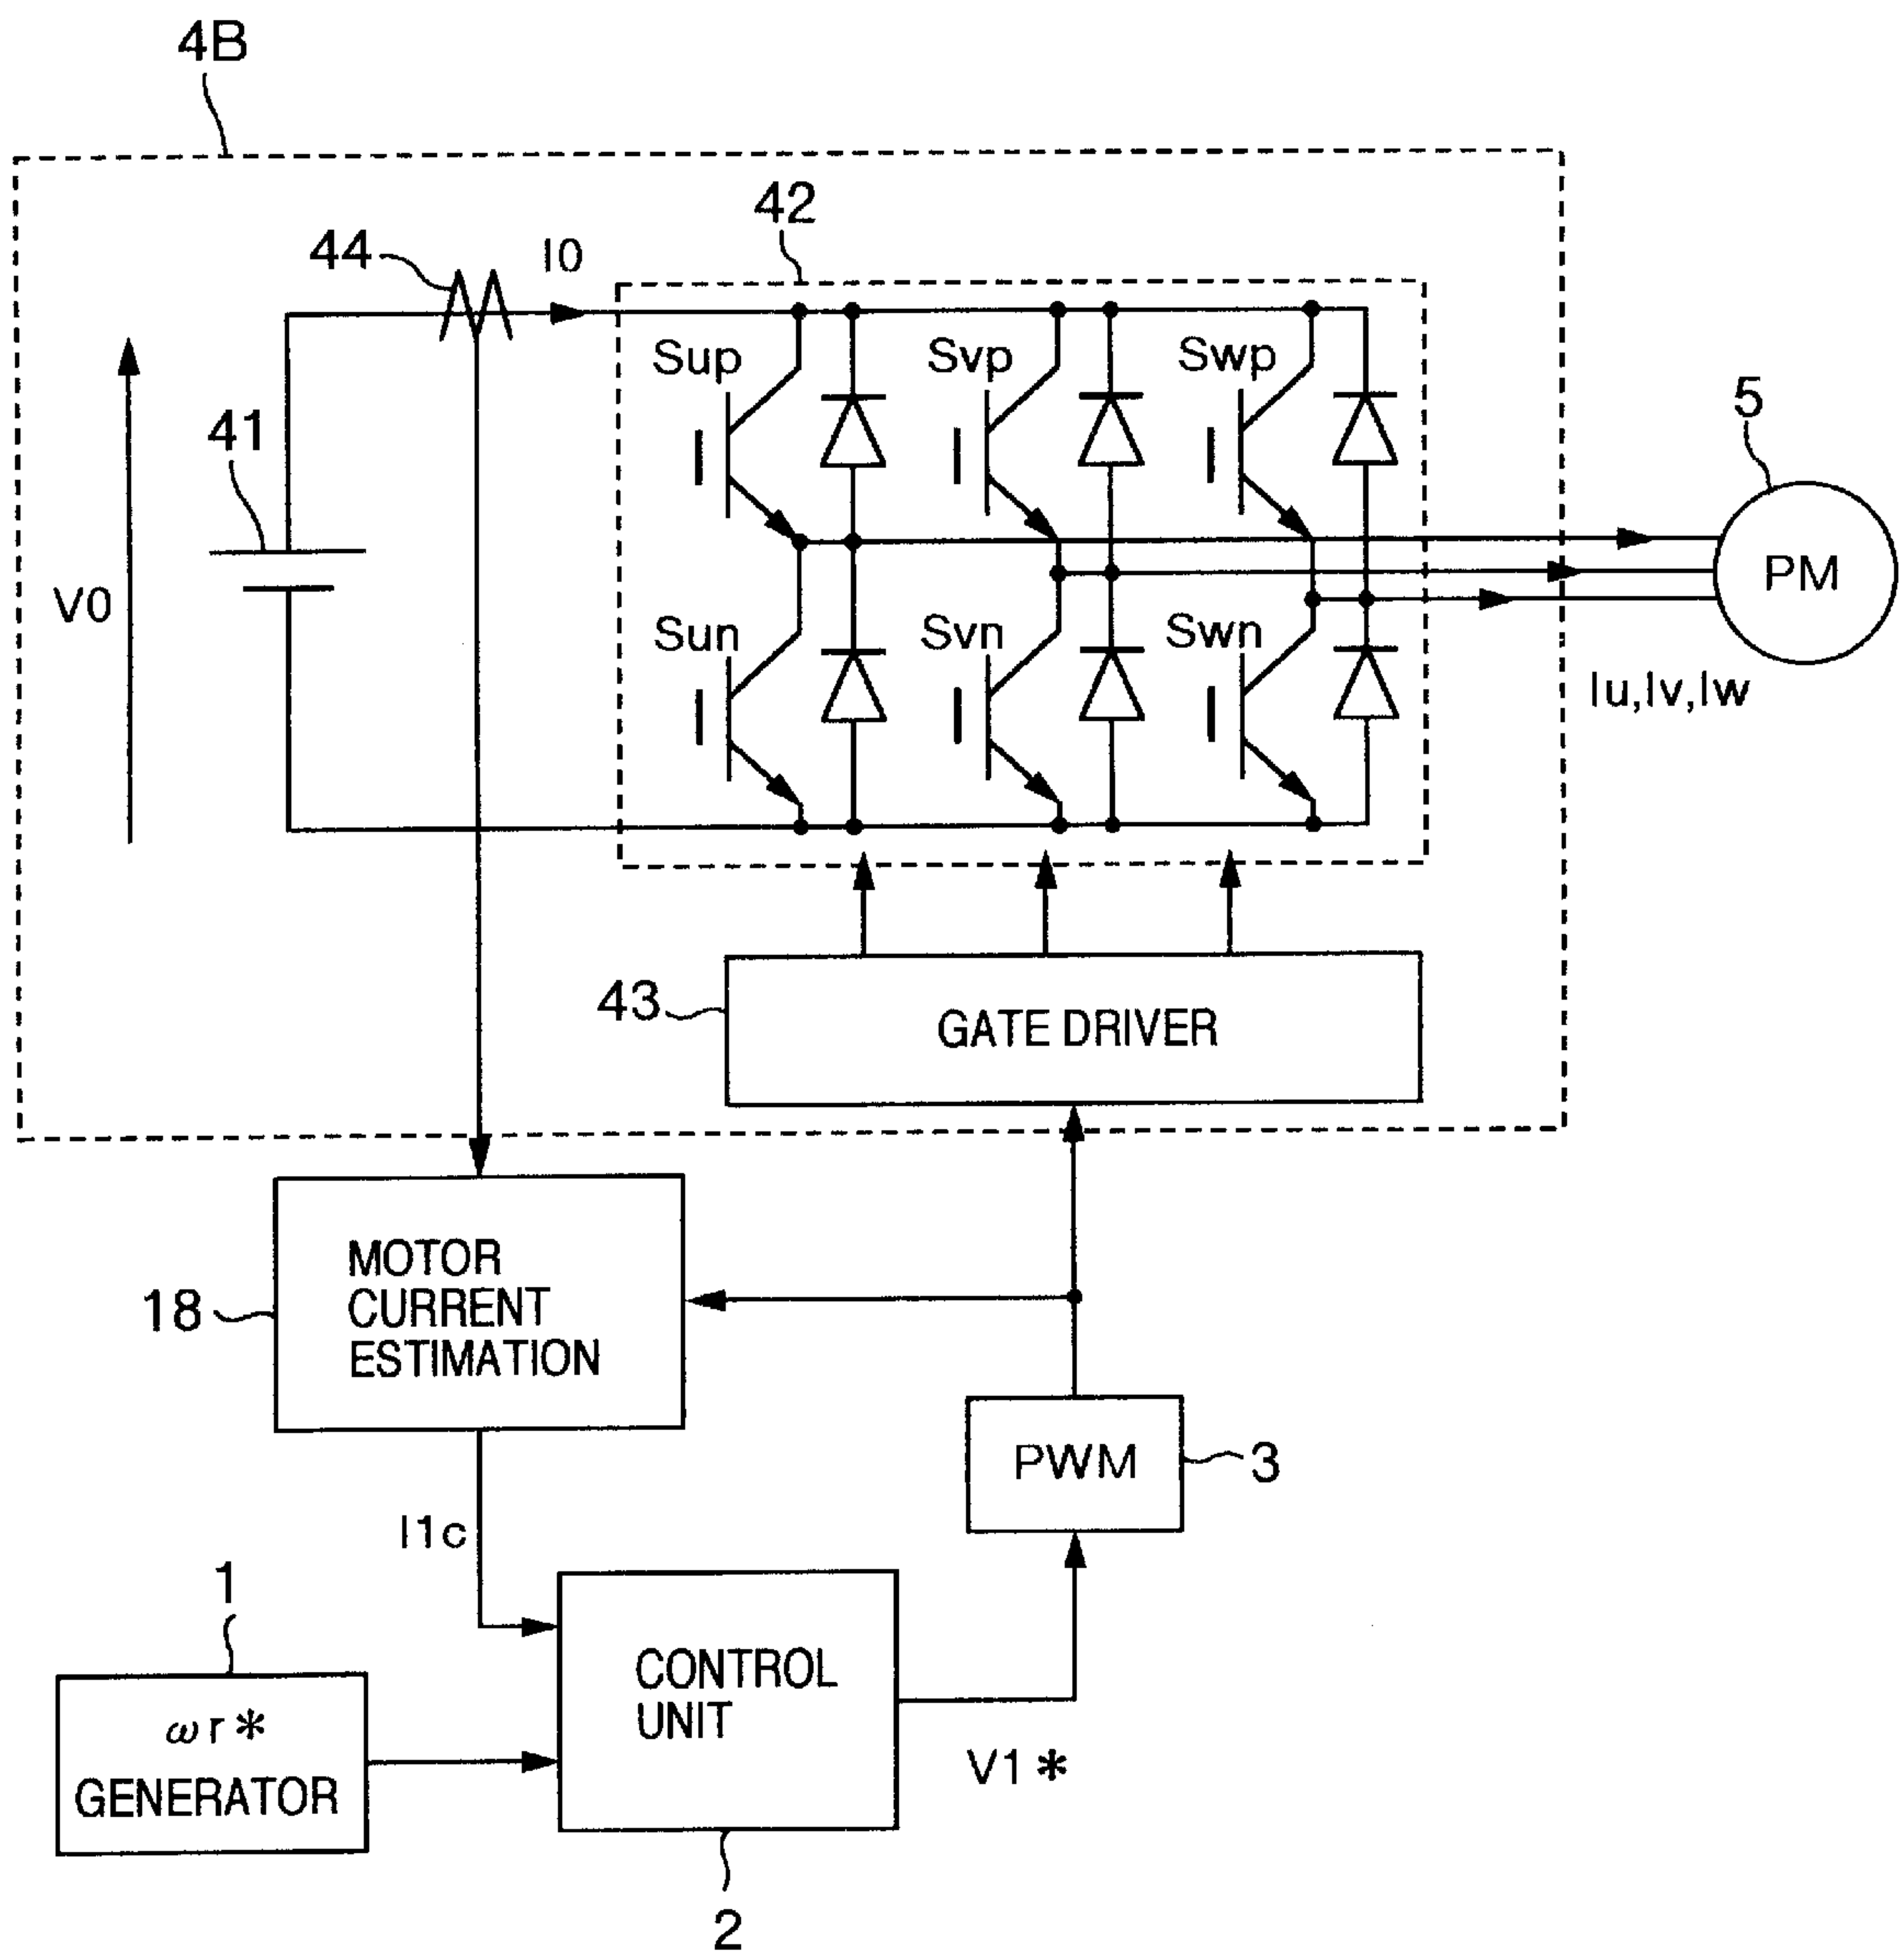 4B
42
44
I0
Sup
Svp
Swp
5
41
PM
V0
Sun
Svn
Swn
Iu,Iv,Iw
43
GATE DRIVER
MOTOR
CURRENT
ESTIMATION
18
PWM
3
I1c
1
CONTROL
UNIT
ωr*
GENERATOR
V1*
2